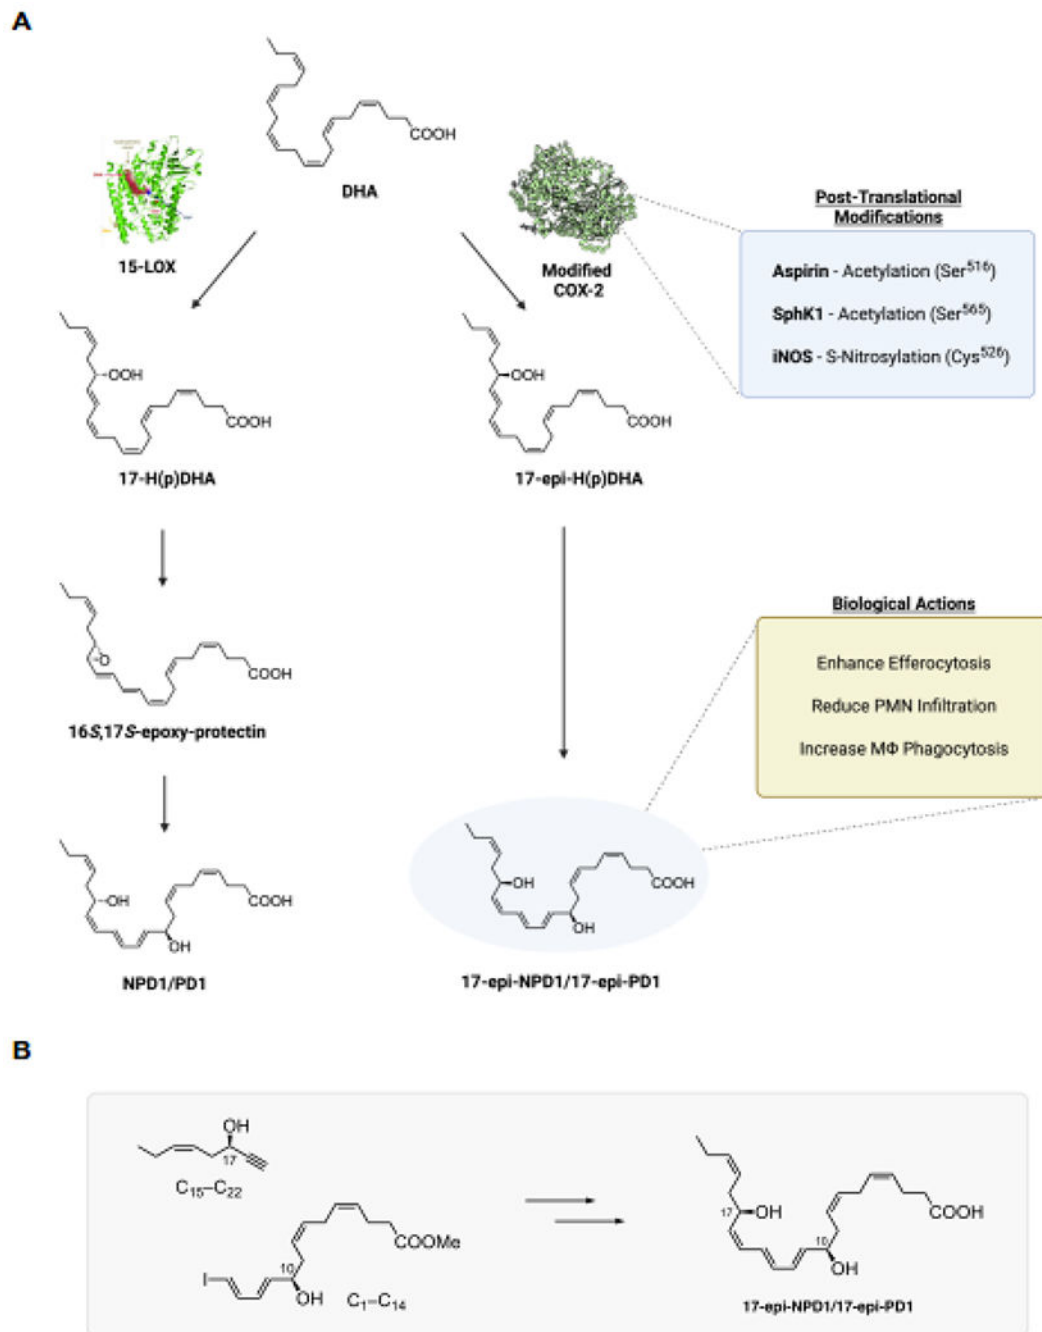 A
COOH
DHA
15-LOX
Modified
COX-2
Post-Translational
Modifications
Aspirin - Acetylation (Ser516)
SphK1 - Acetylation (Ser565)
iNOS - S-Nitrosylation (Cys526)
OOH
COOH
17-H(p)DHA
OOH
COOH
17-epi-H(p)DHA
O
COOH
16S,17S-epoxy-protectin
Biological Actions
Enhance Efferocytosis
Reduce PMN Infiltration
Increase MΦ Phagocytosis
OH
COOH
OH
NPD1/PD1
OH
COOH
OH
17-epi-NPD1/17-epi-PD1
B
OH
17
C15–C22
COOMe
10
I
OH
C1–C14
17
OH
COOH
10
OH
17-epi-NPD1/17-epi-PD1